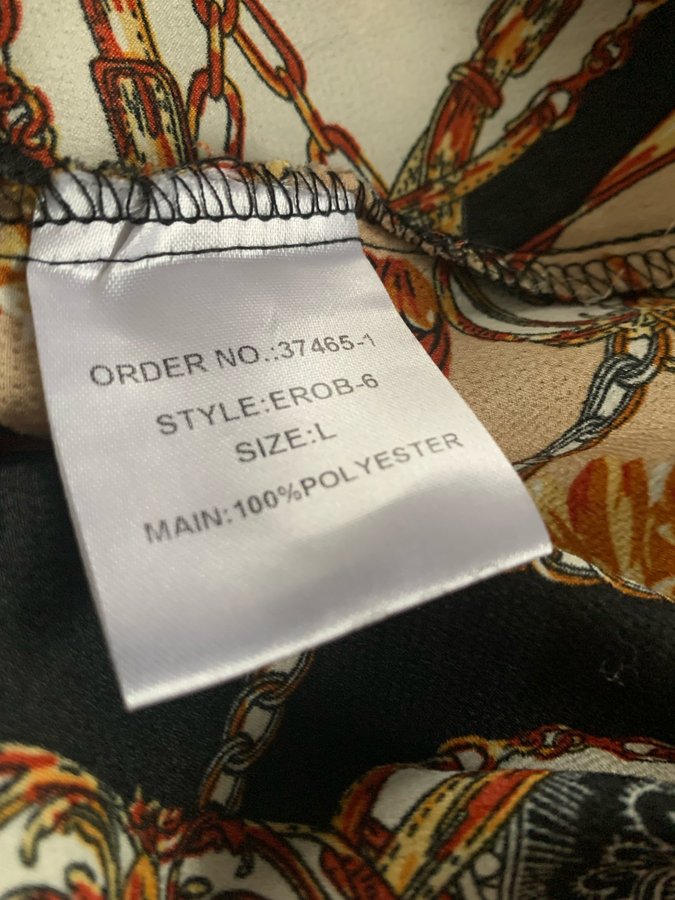 ORDER NO.:37465-1
STYLE:EROB-6
SIZE:L
MAIN:100%POLYESTER